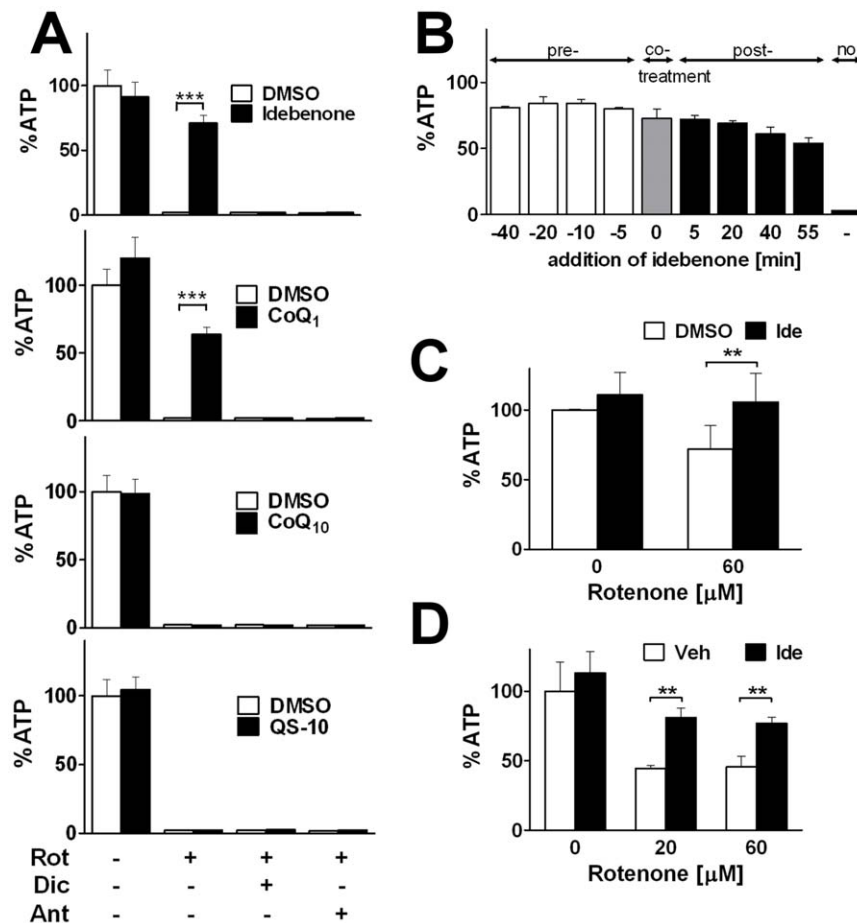 A
%ATP
100
50
0
***
DMSO
Idebenone
%ATP
100
50
0
***
DMSO
CoQ1
%ATP
100
50
0
DMSO
CoQ10
%ATP
100
50
0
DMSO
QS-10
Rot - + + +
Dic - - + -
Ant - - - +
B
pre- co- post- no
treatment
%ATP
100
50
0
-40 -20 -10 -5 0 5 20 40 55 -
addition of idebenone [min]
C
DMSO Ide
**
%ATP
100
50
0
0 60
Rotenone [μM]
D
Veh Ide
** **
%ATP
100
50
0
0 20 60
Rotenone [μM]